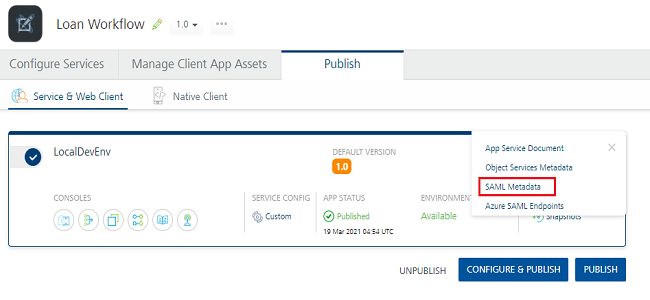 Loan Workflow 1.0
Configure Services Manage Client App Assets Publish
Service & Web Client Native Client
LocalDevEnv
DEFAULT VERSION
1.0
App Service Document
Object Services Metadata
SAML Metadata
Azure SAML Endpoints
CONSOLES SERVICE CONFIG APP STATUS ENVIRONMENT
Custom Published Available Snapshots
19 Mar 2021 04:54 UTC
UNPUBLISH CONFIGURE & PUBLISH PUBLISH